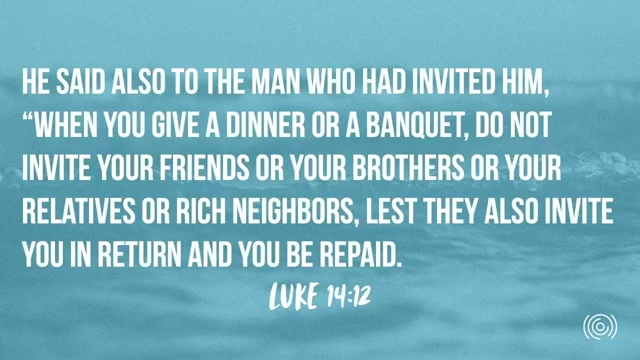 HE SAID ALSO TO THE MAN WHO HAD INVITED HIM,
“WHEN YOU GIVE A DINNER OR A BANQUET, DO NOT
INVITE YOUR FRIENDS OR YOUR BROTHERS OR YOUR
RELATIVES OR RICH NEIGHBORS, LEST THEY ALSO INVITE
YOU IN RETURN AND YOU BE REPAID.
LUKE 14:12